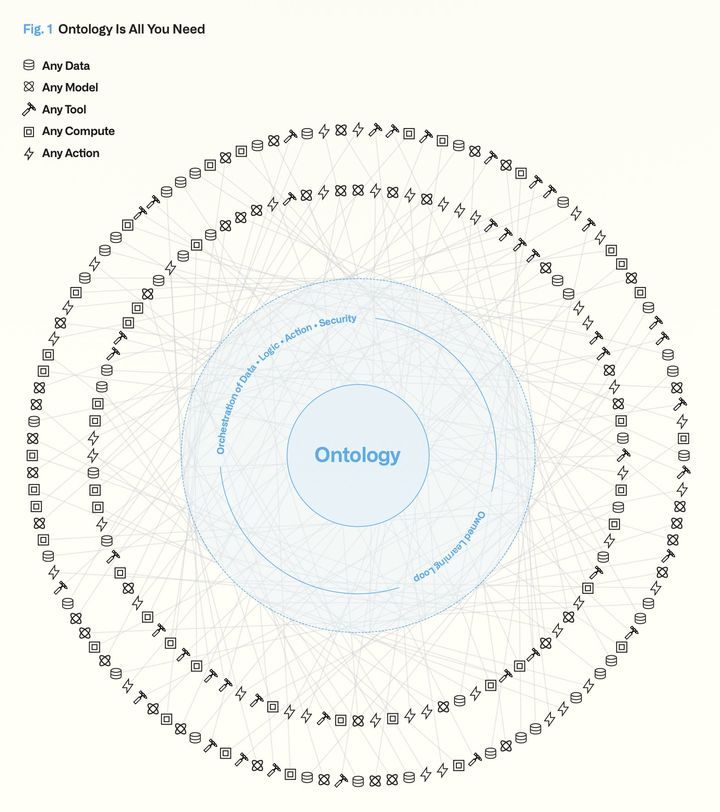 Fig. 1 Ontology Is All You Need
Any Data
Any Model
Any Tool
Any Compute
Any Action
Orchestration of Data • Logic • Action • Security
Ontology
Owned Learning Loop